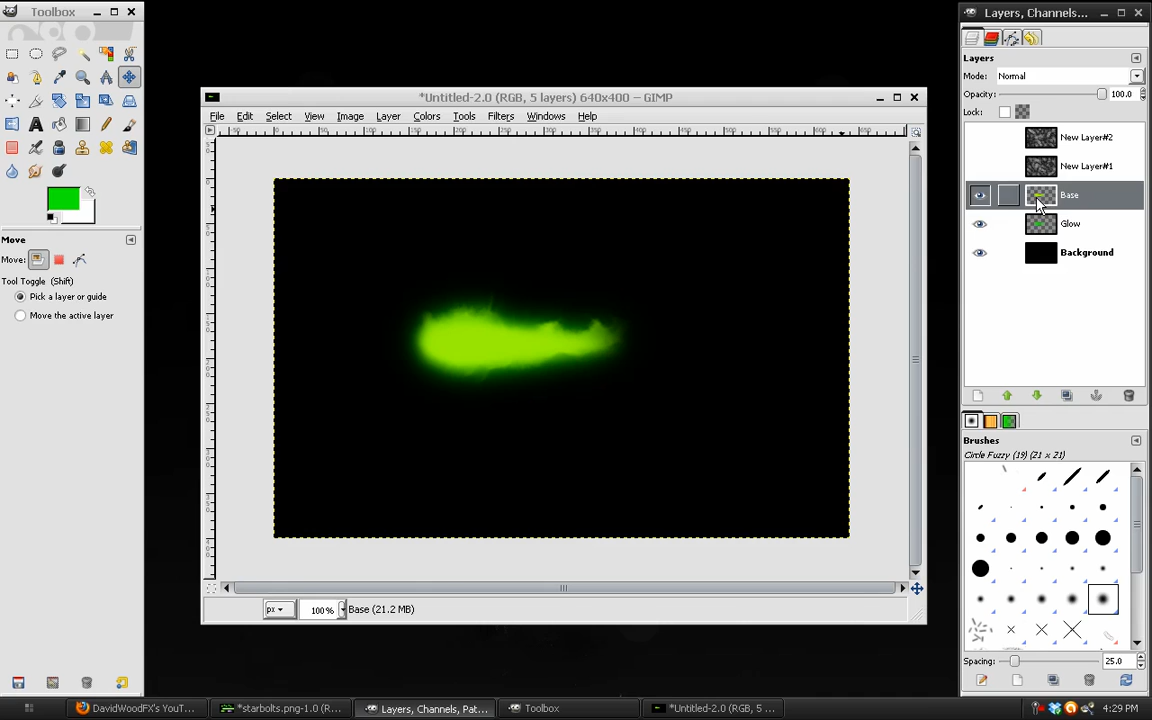 Toolbox
Move
Move:
Tool Toggle (Shift)
Pick a layer or guide
Move the active layer
*Untitled-2.0 (RGB, 5 layers) 640x400 – GIMP
File Edit Select View Image Layer Colors Tools Filters Windows Help
px 100% Base (21.2 MB)
Layers, Channels...
Layers
Mode: Normal
Opacity: 100.0
Lock:
New Layer#2
New Layer#1
Base
Glow
Background
Brushes
Circle Fuzzy (19) (21 x 21)
Spacing: 25.0
DavidWoodFX's YouT... *starbolts.png-1.0 (R... Layers, Channels, Pat... Toolbox *Untitled-2.0 (RGB, 5 ... 4:29 PM